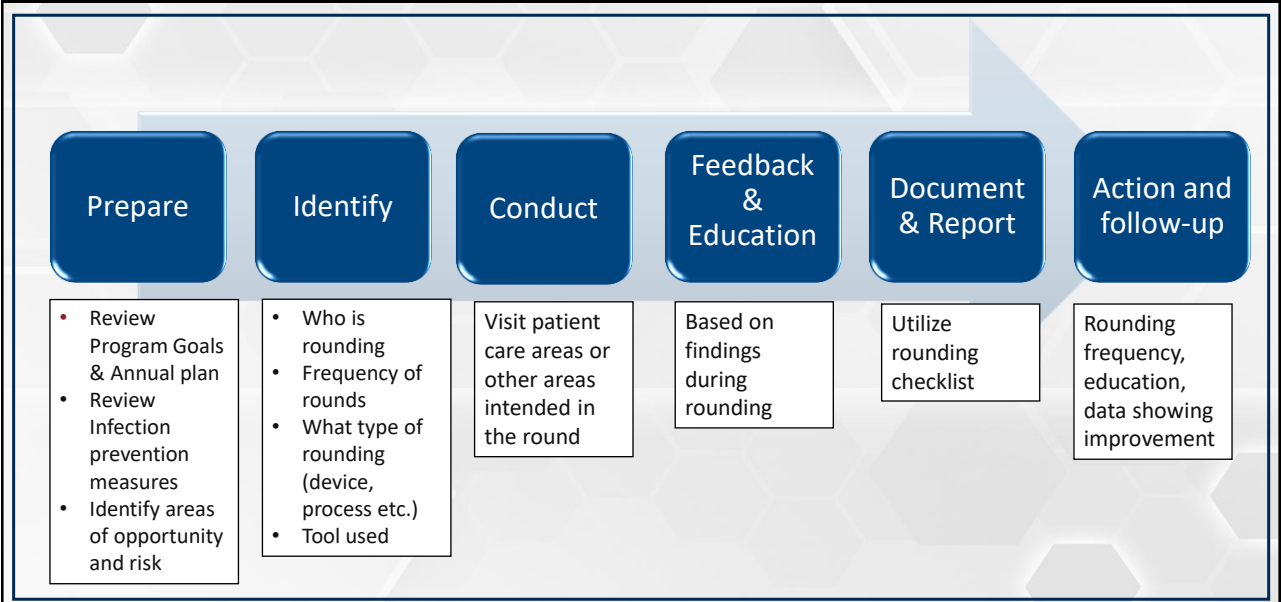 Prepare
Identify
Conduct
Feedback
&
Education
Document
& Report
Action and
follow-up
• Review
Program Goals
& Annual plan
• Review
Infection
prevention
measures
• Identify areas
of opportunity
and risk
• Who is
rounding
• Frequency of
rounds
• What type of
rounding
(device,
process etc.)
• Tool used
Visit patient
care areas or
other areas
intended in
the round
Based on
findings
during
rounding
Utilize
rounding
checklist
Rounding
frequency,
education,
data showing
improvement